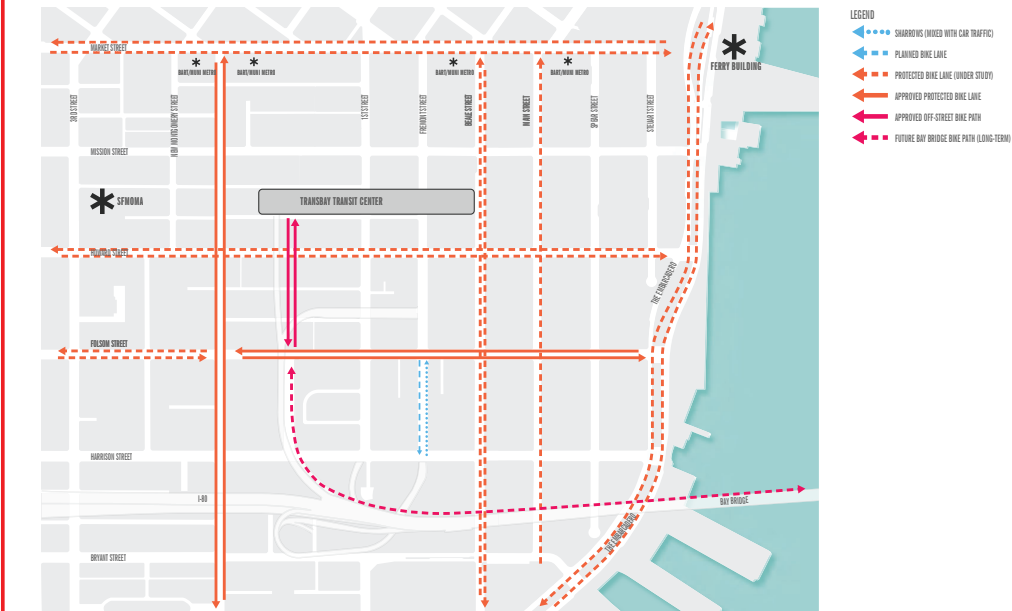 LEGEND
SHARROWS (MIXED WITH CAR TRAFFIC)
PLANNED BIKE LANE
PROTECTED BIKE LANE (UNDER STUDY)
APPROVED PROTECTED BIKE LANE
APPROVED OFF-STREET BIKE PATH
FUTURE BAY BRIDGE BIKE PATH (LONG-TERM)
MARKET STREET
FERRY BUILDING
BART/MUNI METRO
BART/MUNI METRO
BART/MUNI METRO
BART/MUNI METRO
3RD STREET
NEW MONTGOMERY STREET
1ST STREET
FREMONT STREET
BEALE STREET
MAIN STREET
SPEAR STREET
STEUART STREET
MISSION STREET
SFMOMA
TRANSBAY TRANSIT CENTER
HOWARD STREET
THE EMBARCADERO
FOLSOM STREET
HARRISON STREET
I-80
BAY BRIDGE
THE EMBARCADERO
BRYANT STREET